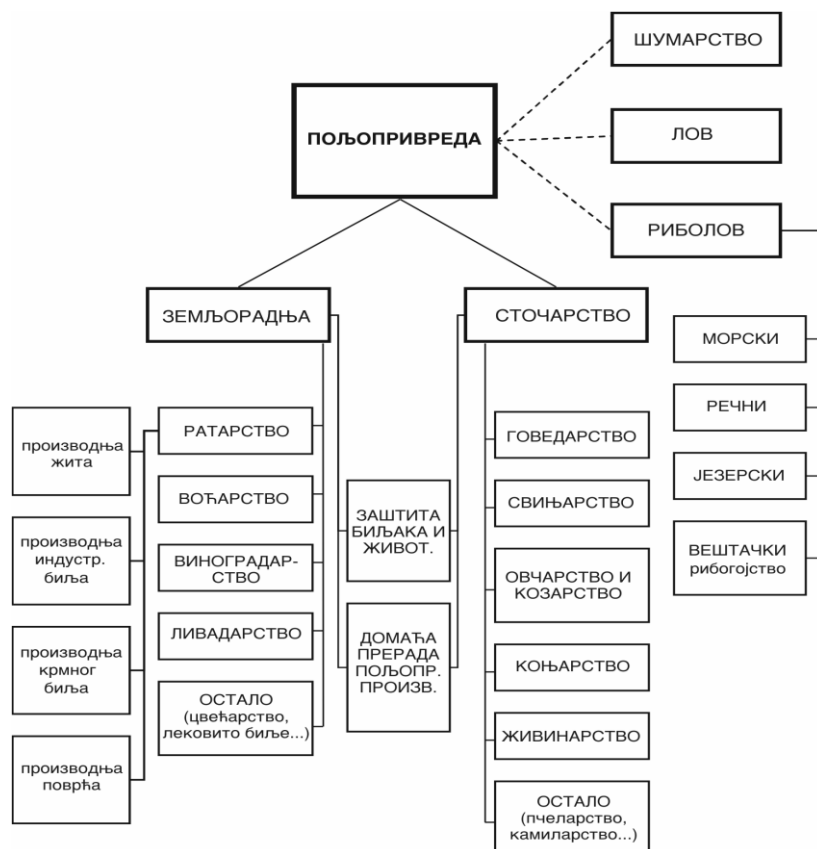 ШУМАРСТВО
ПОЉОПРИВРЕДА
ЛОВ
РИБОЛОВ
ЗЕМЉОРАДЊА
СТОЧАРСТВО
МОРСКИ
РЕЧНИ
ЈЕЗЕРСКИ
ВЕШТАЧКИ
рибогојство
производња
жита
производња
индустр.
биља
производња
крмног
биља
производња
поврћа
РАТАРСТВО
ВОЋАРСТВО
ВИНОГРАДАР-
СТВО
ЛИВАДАРСТВО
ОСТАЛО
(цвећарство,
лековито биље...)
ЗАШТИТА
БИЉАКА И
ЖИВОТ.
ДОМАЋА
ПРЕРАДА
ПОЉОПР.
ПРОИЗВ.
ГОВЕДАРСТВО
СВИЊАРСТВО
ОВЧАРСТВО И
КОЗАРСТВО
КОЊАРСТВО
ЖИВИНАРСТВО
ОСТАЛО
(пчеларство,
камиларство...)